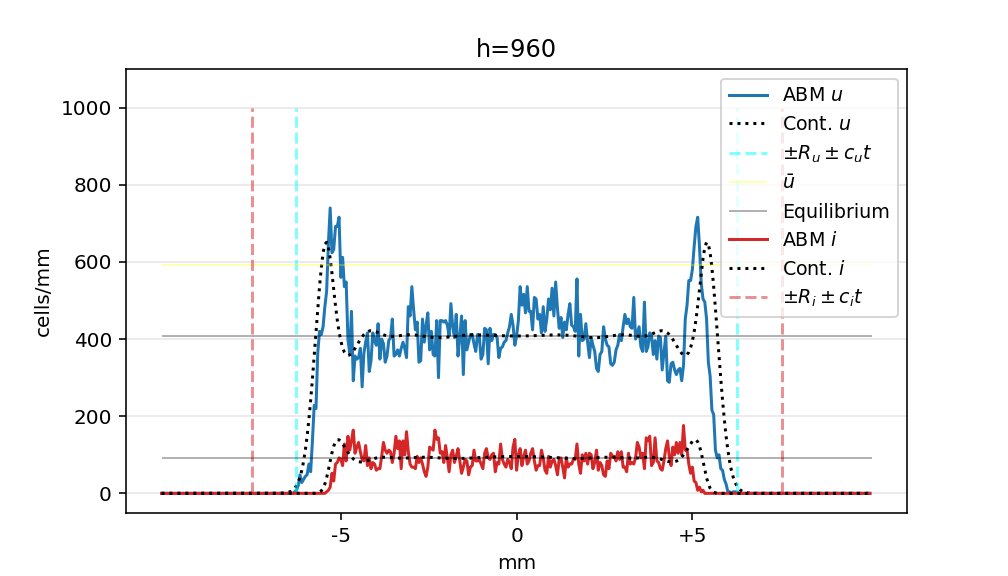 h=960
1000
800
600
400
200
0
cells/mm
-5
0
+5
mm
ABM u
Cont. u
±R_u ± c_u t
ū
Equilibrium
ABM i
Cont. i
±R_i ± c_i t